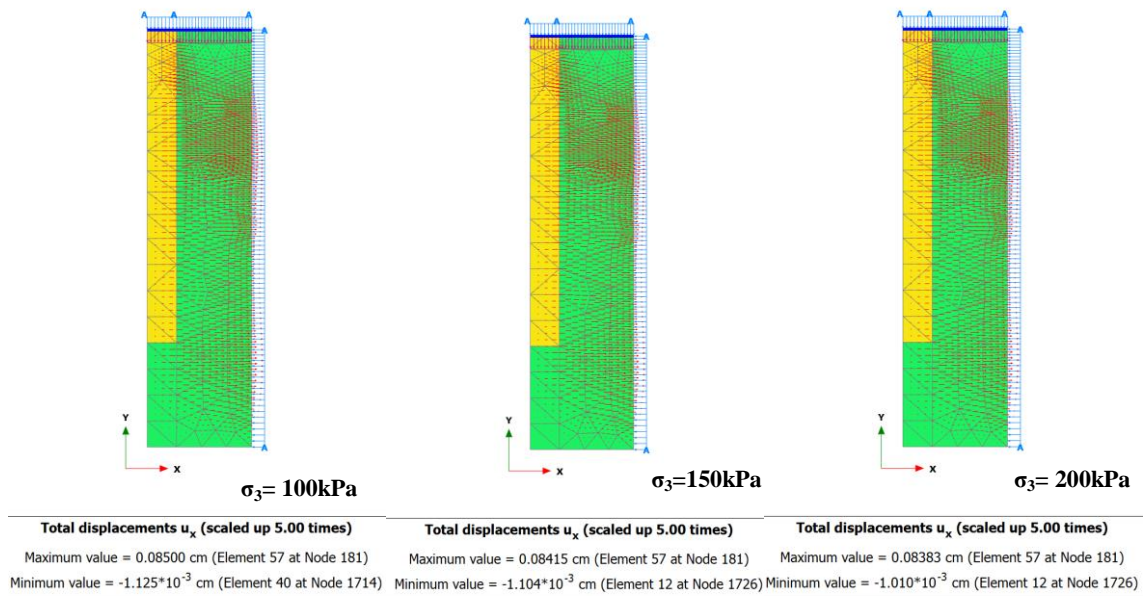 A A A
A
Y
X
A
σ₃= 100kPa
Total displacements uₓ (scaled up 5.00 times)
Maximum value = 0.08500 cm (Element 57 at Node 181)
Minimum value = -1.125*10⁻³ cm (Element 40 at Node 1714)
A A A
A
Y
X
A
σ₃=150kPa
Total displacements uₓ (scaled up 5.00 times)
Maximum value = 0.08415 cm (Element 57 at Node 181)
Minimum value = -1.104*10⁻³ cm (Element 12 at Node 1726)
A A A
A
Y
X
A
σ₃= 200kPa
Total displacements uₓ (scaled up 5.00 times)
Maximum value = 0.08383 cm (Element 57 at Node 181)
Minimum value = -1.010*10⁻³ cm (Element 12 at Node 1726)